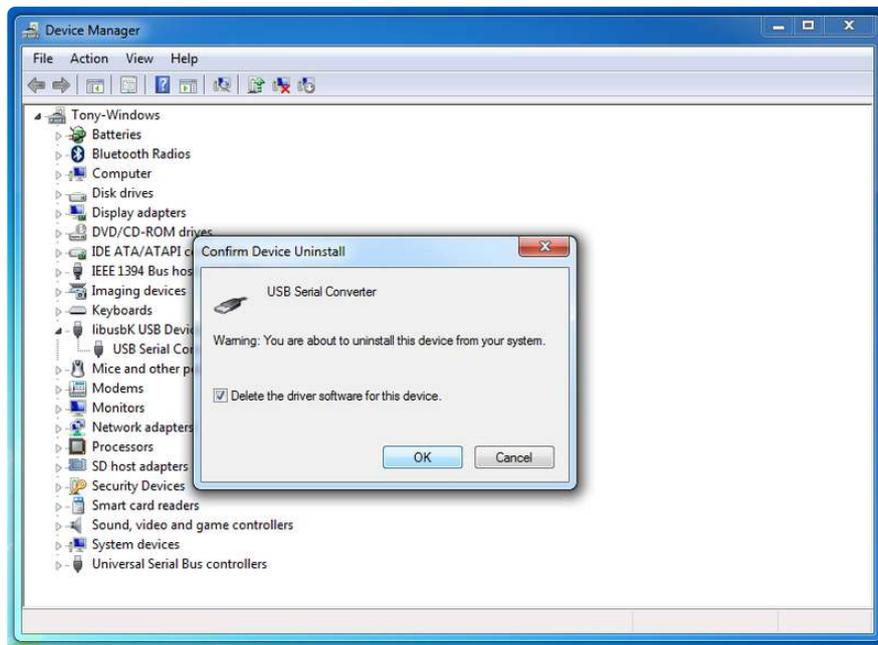 Device Manager
File Action View Help
Tony-Windows
Batteries
Bluetooth Radios
Computer
Disk drives
Display adapters
DVD/CD-ROM drives
IDE ATA/ATAPI c
IEEE 1394 Bus hos
Imaging devices
Keyboards
libusbK USB Devi
USB Serial Co
Mice and other p
Modems
Monitors
Network adapters
Processors
SD host adapters
Security Devices
Smart card readers
Sound, video and game controllers
System devices
Universal Serial Bus controllers
Confirm Device Uninstall
USB Serial Converter
Warning: You are about to uninstall this device from your system.
Delete the driver software for this device.
OK Cancel